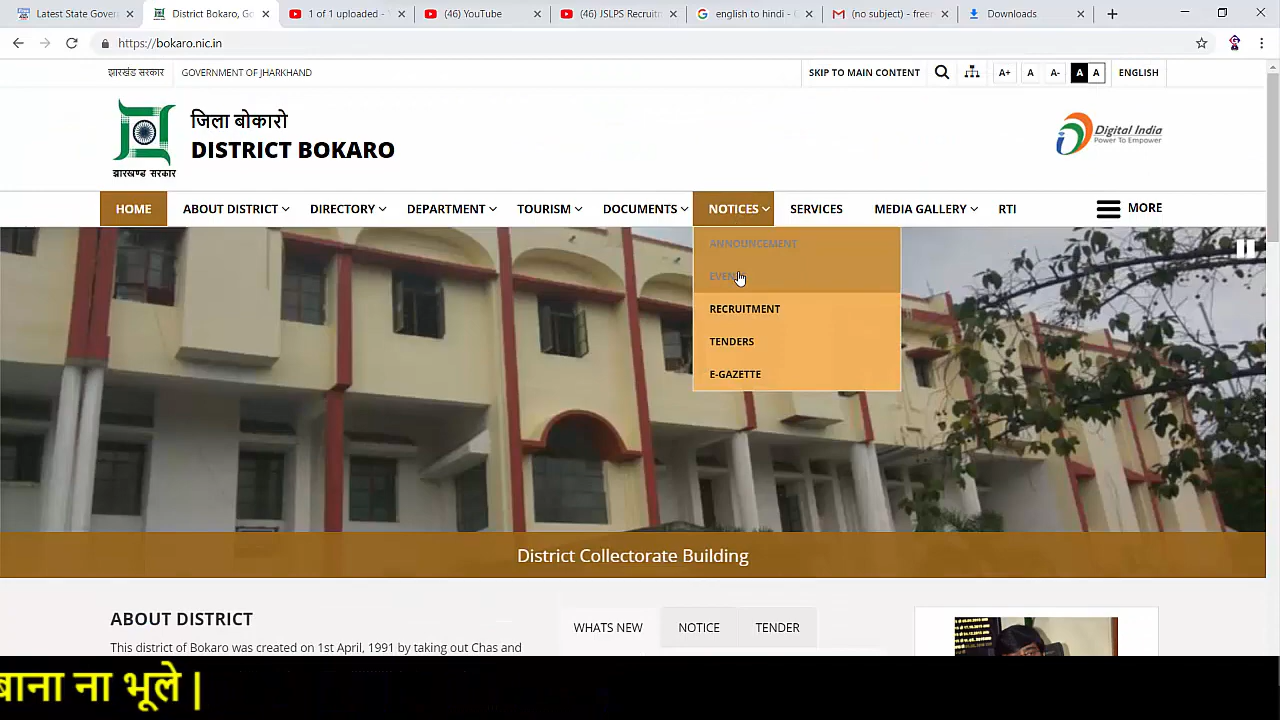 Latest State Gover
District Bokaro, Go
1 of 1 uploaded - Y
(46) YouTube
(46) JSLPS Recruitm
english to hindi - G
(no subject) - free
Downloads
https://bokaro.nic.in
झारखंड सरकार
GOVERNMENT OF JHARKHAND
SKIP TO MAIN CONTENT
A+
A
A-
A
A
ENGLISH
जिला बोकारो
DISTRICT BOKARO
झारखण्ड सरकार
Digital India
Power To Empower
HOME
ABOUT DISTRICT
DIRECTORY
DEPARTMENT
TOURISM
DOCUMENTS
NOTICES
SERVICES
MEDIA GALLERY
RTI
MORE
ANNOUNCEMENT
RECRUITMENT
TENDERS
E-GAZETTE
District Collectorate Building
ABOUT DISTRICT
This district of Bokaro was created on 1st April, 1991 by taking out Chas and
WHATS NEW
NOTICE
TENDER
बाना ना भूले |